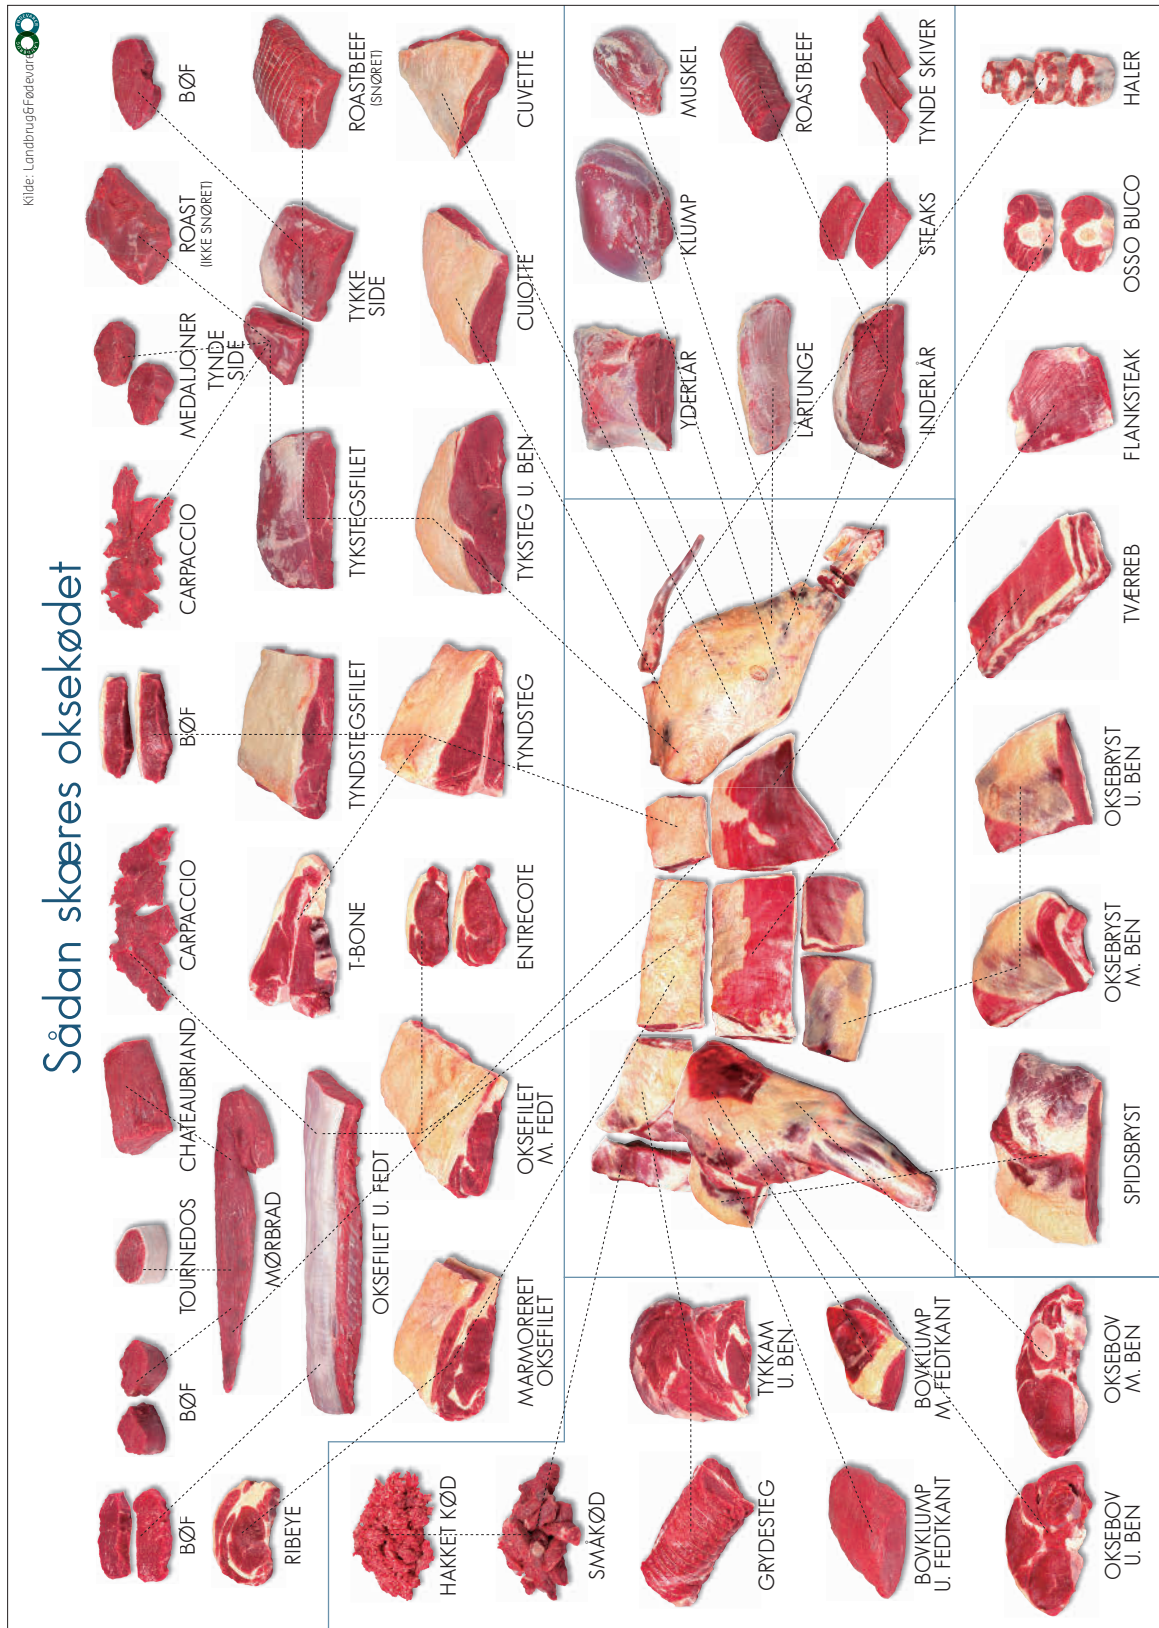 Kilde: Landbrug&Fødevarer
Sådan skæres oksekødet
BØF
BØF
TOURNEDOS
CHATEAUBRIAND
CARPACCIO
BØF
CARPACCIO
MEDALJONER
ROAST
(IKKE SNØRET)
BØF
RIBEYE
MØRBRAD
TYNDE
SIDE
OKSEFILET U. FEDT
T-BONE
TYNDSTEGSFILET
TYKSTEGSFILET
TYKKE
SIDE
ROASTBEEF
(SNØRET)
MARMORERET
OKSEFILET
OKSEFILET
M. FEDT
ENTRECOTE
TYNDSTEG
TYKSTEG U. BEN
CULOTTE
CUVETTE
HAKKET KØD
SMÅKØD
YDERLÅR
KLUMP
MUSKEL
GRYDESTEG
TYKKAM
U. BEN
LÅRTUNGE
ROASTBEEF
BOVKLUMP
U. FEDTKANT
BOVKLUMP
M. FEDTKANT
INDERLÅR
STEAKS
TYNDE SKIVER
OKSEBOV
U. BEN
OKSEBOV
M. BEN
SPIDSBRYST
OKSEBRYST
M. BEN
OKSEBRYST
U. BEN
TVÆRREB
FLANKSTEAK
OSSO BUCO
HALER